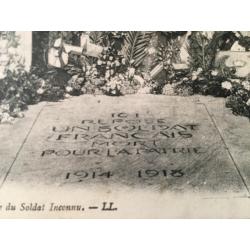 ICI
REPOSE
UN SOLDAT
FRANÇAIS
MORT
POUR LA PATRIE
1914 1918
du Soldat Inconnu. — LL.